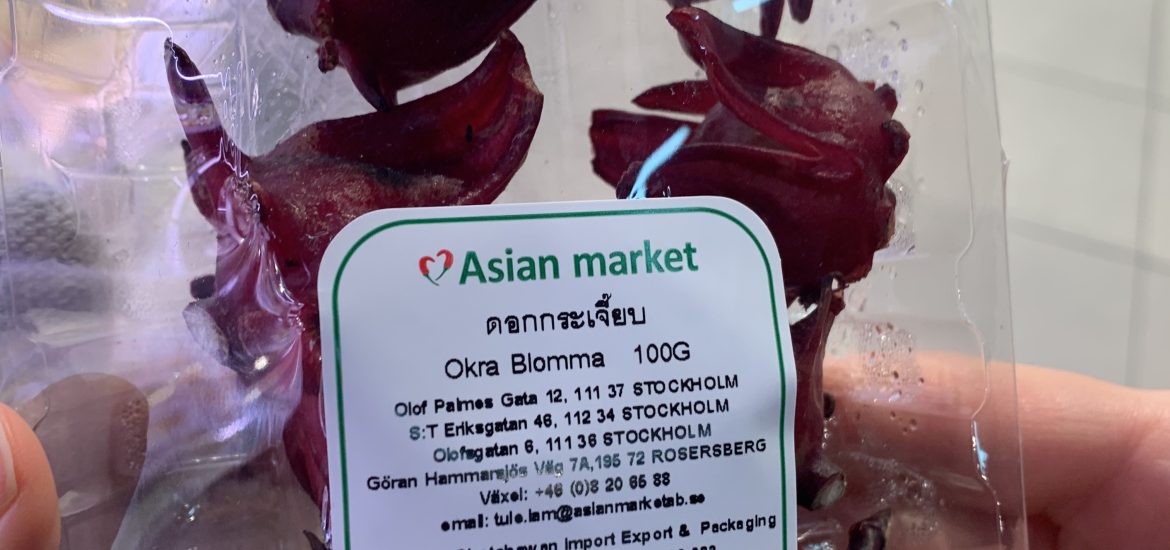 Asian market
ดอกกระเจี๊ยบ
Okra Blomma 100G
Olof Palmes Gata 12, 111 37 STOCKHOLM
S:T Eriksgatan 46, 112 34 STOCKHOLM
Olofsgatan 6, 111 36 STOCKHOLM
Göran Hammarsjös Väg 7A,195 72 ROSERSBERG
Växel: +46 (0)8 20 65 88
email: tule.lam@asianmarketab.se
Import Export & Packaging